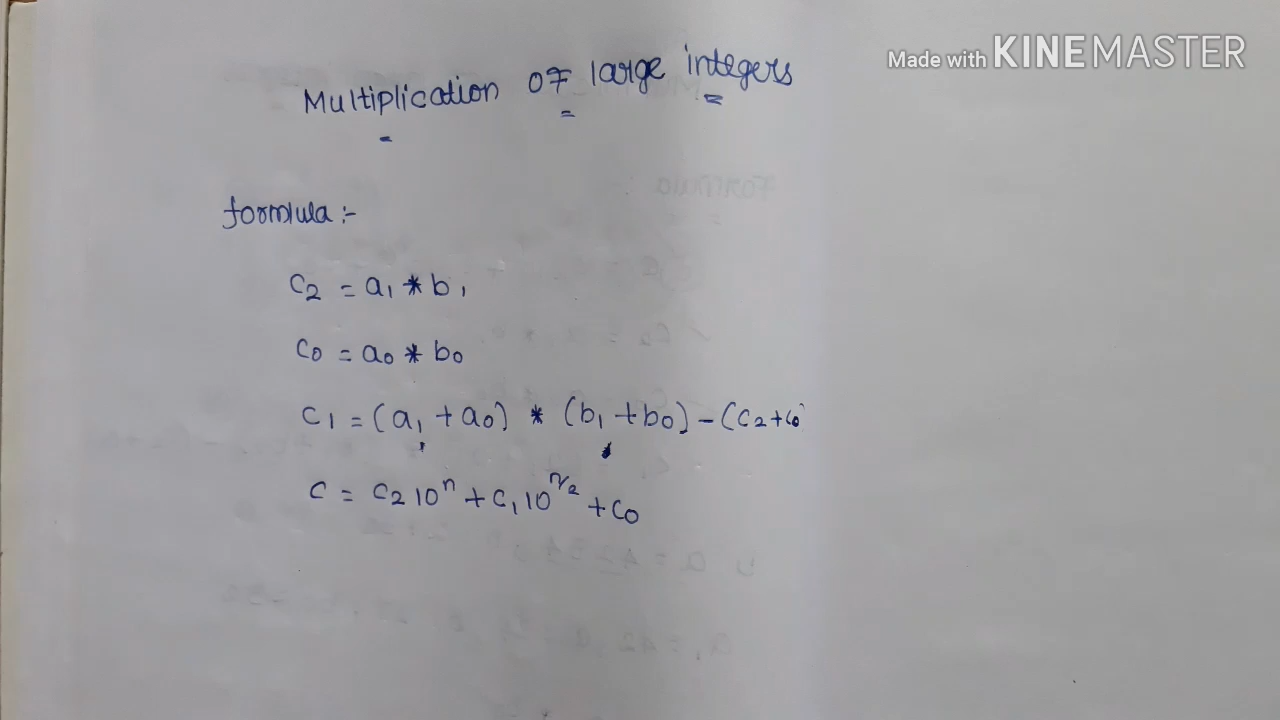 Made with KINEMASTER
Multiplication OF large integers
formula :-
C2 = a1 * b1
C0 = a0 * b0
C1 = (a1 + a0) * (b1 + b0) - (C2 + C0)
C = C2 10^n + C1 10^n/2 + C0